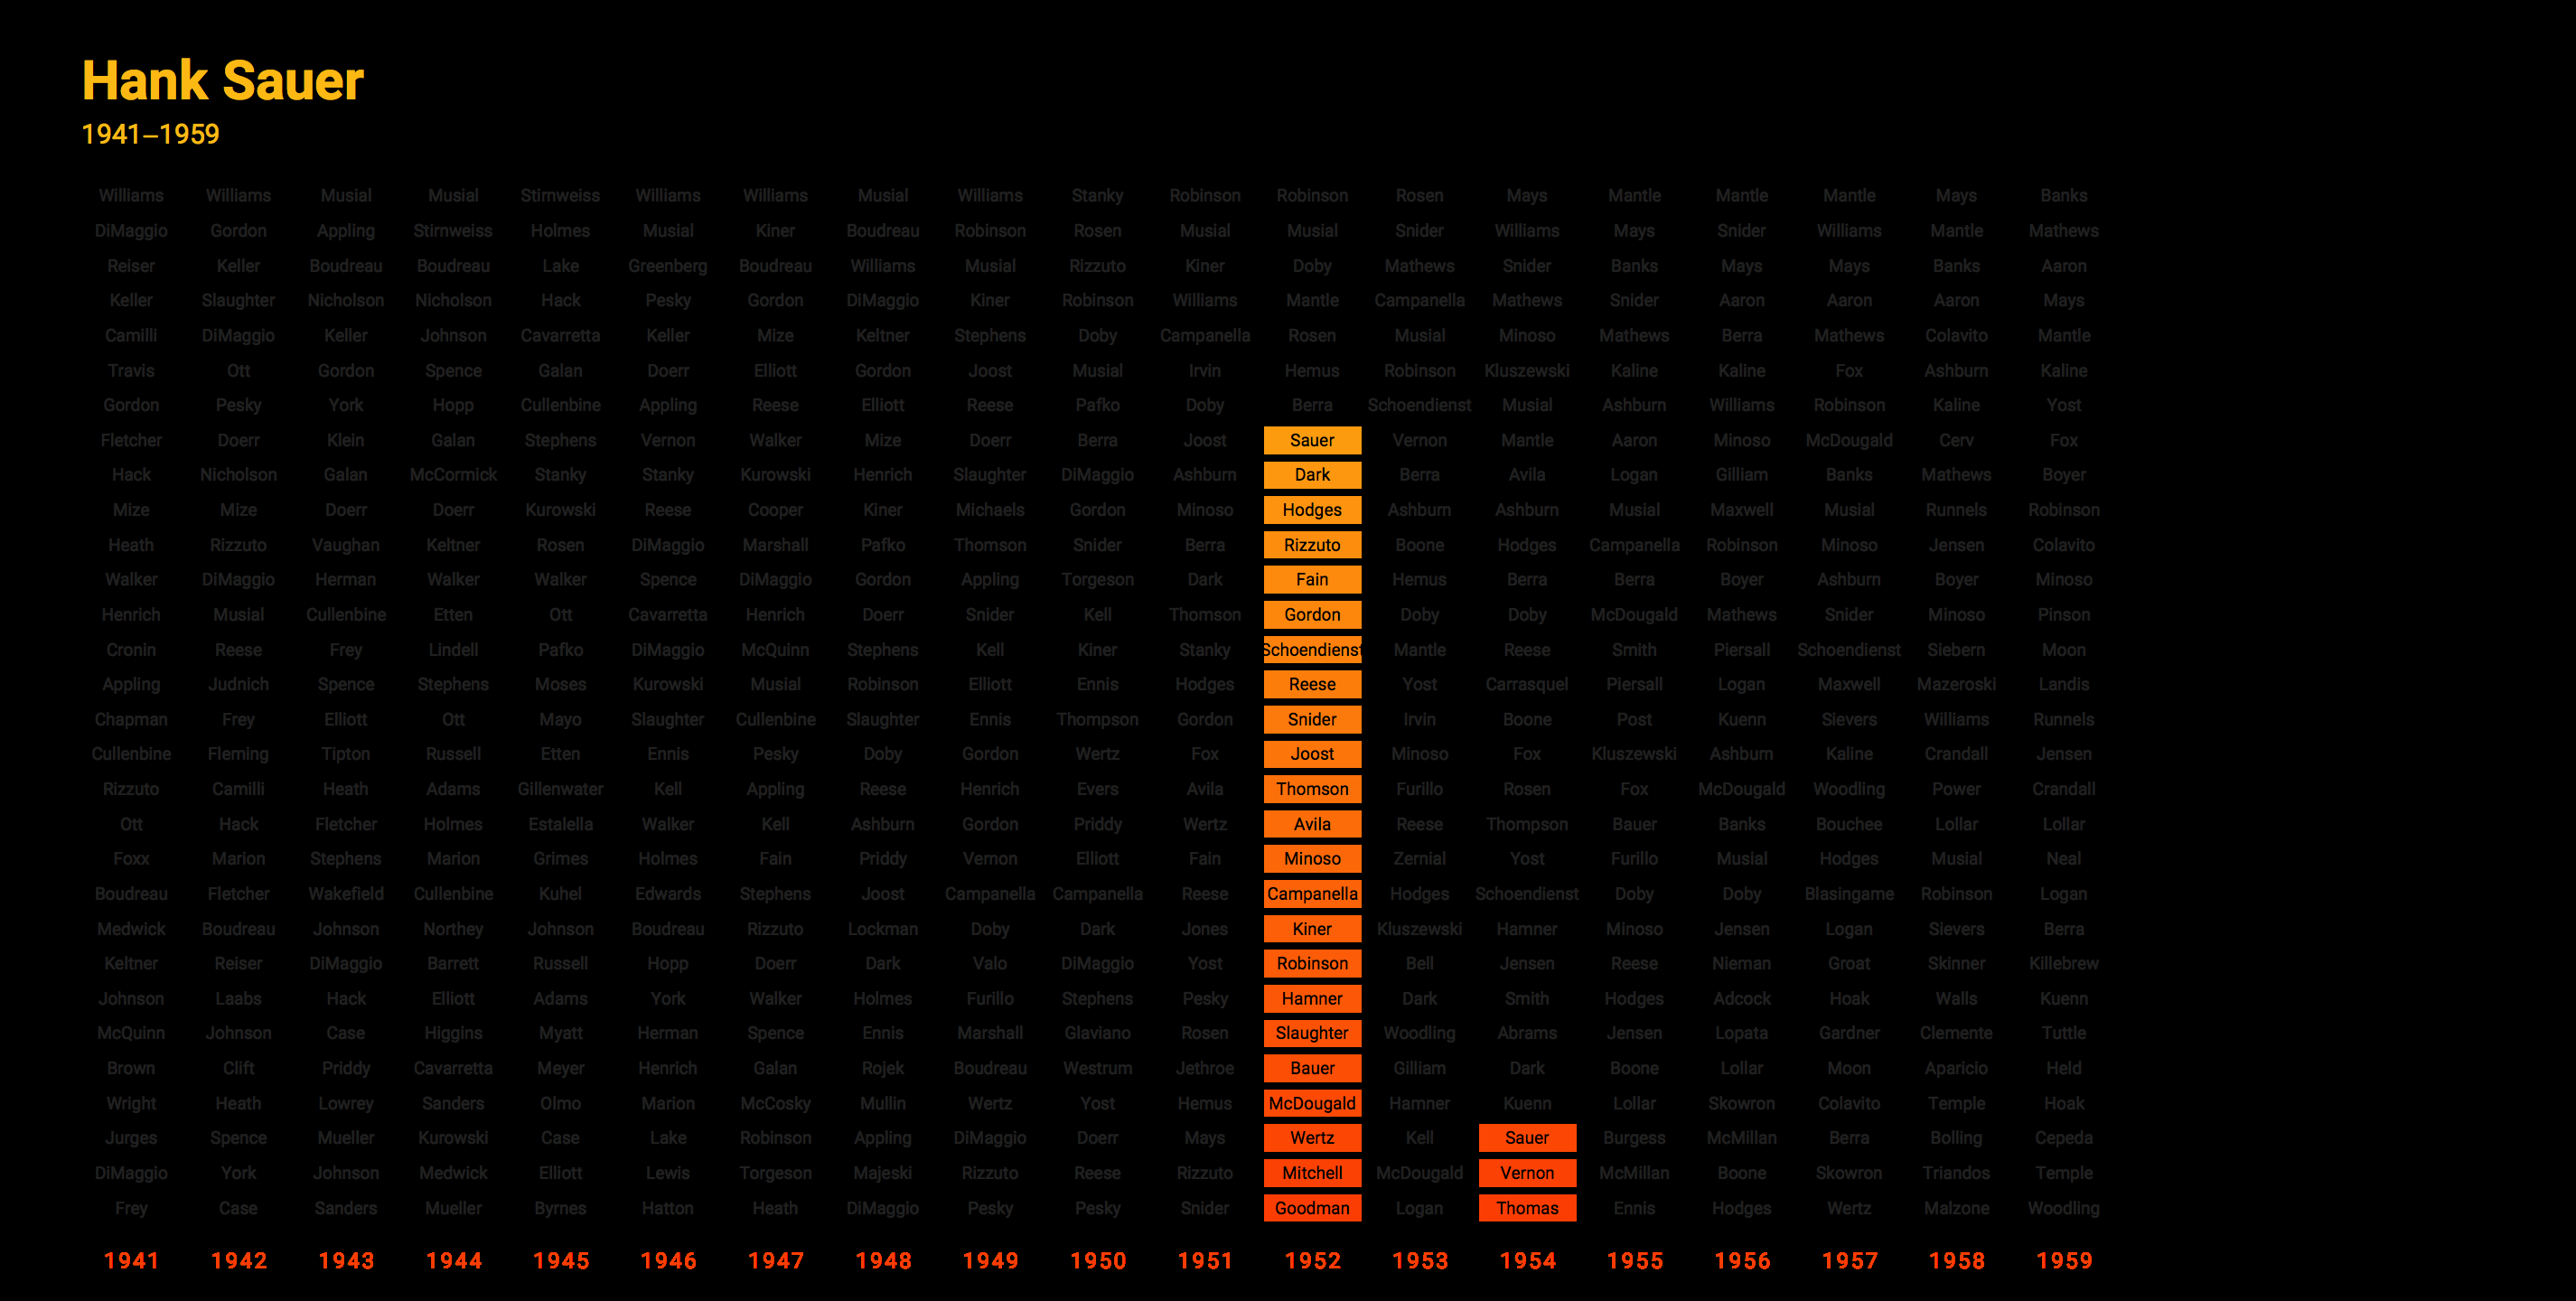 Hank Sauer
1941–1959
Williams Williams Musial Musial Stirnweiss Williams Williams Musial Williams Stanky Robinson Robinson Rosen Mays Mantle Mantle Mantle Mays Banks
DiMaggio Gordon Appling Stirnweiss Holmes Musial Kiner Boudreau Robinson Rosen Musial Musial Snider Williams Mays Snider Williams Mantle Mathews
Reiser Keller Boudreau Boudreau Lake Greenberg Boudreau Williams Musial Rizzuto Kiner Doby Mathews Snider Banks Mays Mays Banks Aaron
Keller Slaughter Nicholson Nicholson Hack Pesky Gordon DiMaggio Kiner Robinson Williams Mantle Campanella Mathews Snider Aaron Aaron Aaron Mays
Camilli DiMaggio Keller Johnson Cavarretta Keller Mize Keltner Stephens Doby Campanella Rosen Musial Minoso Mathews Berra Mathews Colavito Mantle
Travis Ott Gordon Spence Galan Doerr Elliott Gordon Joost Musial Irvin Hemus Robinson Kluszewski Kaline Kaline Fox Ashburn Kaline
Gordon Pesky York Hopp Cullenbine Appling Reese Elliott Reese Pafko Doby Berra Schoendienst Musial Ashburn Williams Robinson Kaline Yost
Fletcher Doerr Klein Galan Stephens Vernon Walker Mize Doerr Berra Joost Sauer Vernon Mantle Aaron Minoso McDougald Cerv Fox
Hack Nicholson Galan McCormick Stanky Stanky Kurowski Henrich Slaughter DiMaggio Ashburn Dark Berra Avila Logan Gilliam Banks Mathews Boyer
Mize Mize Doerr Doerr Kurowski Reese Cooper Kiner Michaels Gordon Minoso Hodges Ashburn Ashburn Musial Maxwell Musial Runnels Robinson
Heath Rizzuto Vaughan Keltner Rosen DiMaggio Marshall Pafko Thomson Snider Berra Rizzuto Boone Hodges Campanella Robinson Minoso Jensen Colavito
Walker DiMaggio Herman Walker Walker Spence DiMaggio Gordon Appling Torgeson Dark Fain Hemus Berra Berra Boyer Ashburn Boyer Minoso
Henrich Musial Cullenbine Etten Ott Cavarretta Henrich Doerr Snider Kell Thomson Gordon Doby Doby McDougald Mathews Snider Minoso Pinson
Cronin Reese Frey Lindell Pafko DiMaggio McQuinn Stephens Kell Kiner Stanky Schoendienst Mantle Reese Smith Piersall Schoendienst Siebern Moon
Appling Judnich Spence Stephens Moses Kurowski Musial Robinson Elliott Ennis Hodges Reese Yost Carrasquel Piersall Logan Maxwell Mazeroski Landis
Chapman Frey Elliott Ott Mayo Slaughter Cullenbine Slaughter Ennis Thompson Gordon Snider Irvin Boone Post Kuenn Sievers Williams Runnels
Cullenbine Fleming Tipton Russell Etten Ennis Pesky Doby Gordon Wertz Fox Joost Minoso Fox Kluszewski Ashburn Kaline Crandall Jensen
Rizzuto Camilli Heath Adams Gillenwater Kell Appling Reese Henrich Evers Avila Thomson Furillo Rosen Fox McDougald Woodling Power Crandall
Ott Hack Fletcher Holmes Estalella Walker Kell Ashburn Gordon Priddy Wertz Avila Reese Thompson Bauer Banks Bouchee Lollar Lollar
Foxx Marion Stephens Marion Grimes Holmes Fain Priddy Vernon Elliott Fain Minoso Zernial Yost Furillo Musial Hodges Musial Neal
Boudreau Fletcher Wakefield Cullenbine Kuhel Edwards Stephens Joost Campanella Campanella Reese Campanella Hodges Schoendienst Doby Doby Blasingame Robinson Logan
Medwick Boudreau Johnson Northey Johnson Boudreau Rizzuto Lockman Doby Dark Jones Kiner Kluszewski Hamner Minoso Jensen Logan Sievers Berra
Keltner Reiser DiMaggio Barrett Russell Hopp Doerr Dark Valo DiMaggio Yost Robinson Bell Jensen Reese Nieman Groat Skinner Killebrew
Johnson Laabs Hack Elliott Adams York Walker Holmes Furillo Stephens Pesky Hamner Dark Smith Hodges Adcock Hoak Walls Kuenn
McQuinn Johnson Case Higgins Myatt Herman Spence Ennis Marshall Glaviano Rosen Slaughter Woodling Abrams Jensen Lopata Gardner Clemente Tuttle
Brown Clift Priddy Cavarretta Meyer Henrich Galan Rojek Boudreau Westrum Jethroe Bauer Gilliam Dark Boone Lollar Moon Aparicio Held
Wright Heath Lowrey Sanders Olmo Marion McCosky Mullin Wertz Yost Hemus McDougald Hamner Kuenn Lollar Skowron Colavito Temple Hoak
Jurges Spence Mueller Kurowski Case Lake Robinson Appling DiMaggio Doerr Mays Wertz Kell Sauer Burgess McMillan Berra Bolling Cepeda
DiMaggio York Johnson Medwick Elliott Lewis Torgeson Majeski Rizzuto Reese Rizzuto Mitchell McDougald Vernon McMillan Boone Skowron Triandos Temple
Frey Case Sanders Mueller Byrnes Hatton Heath DiMaggio Pesky Pesky Snider Goodman Logan Thomas Ennis Hodges Wertz Malzone Woodling
1941 1942 1943 1944 1945 1946 1947 1948 1949 1950 1951 1952 1953 1954 1955 1956 1957 1958 1959